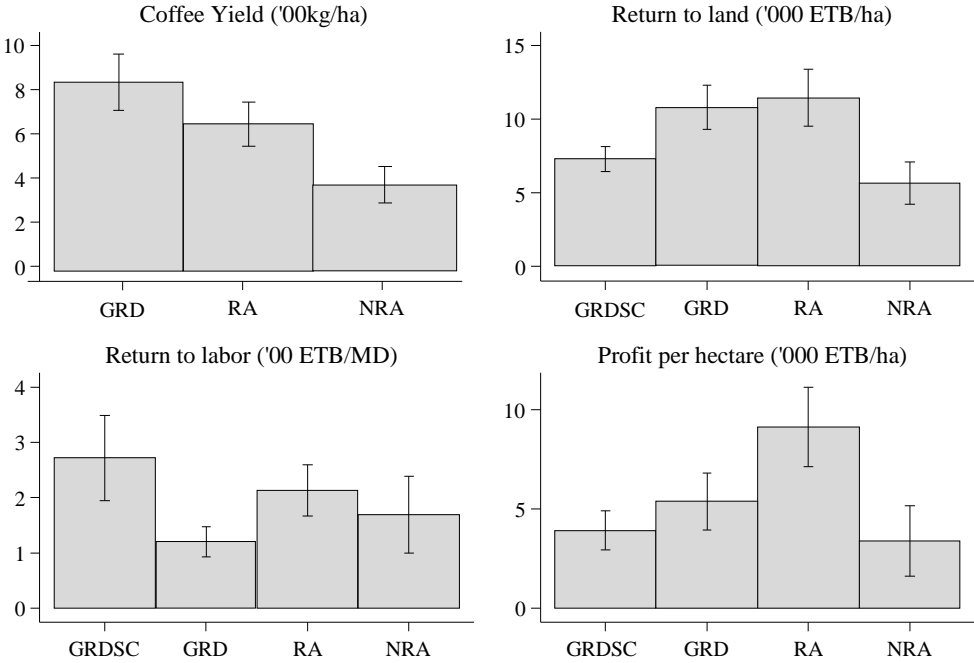 Coffee Yield ('00kg/ha)
10
8
6
4
2
0
GRD RA NRA
Return to land ('000 ETB/ha)
15
10
5
0
GRDSC GRD RA NRA
Return to labor ('00 ETB/MD)
4
3
2
1
0
GRDSC GRD RA NRA
Profit per hectare ('000 ETB/ha)
10
5
0
GRDSC GRD RA NRA